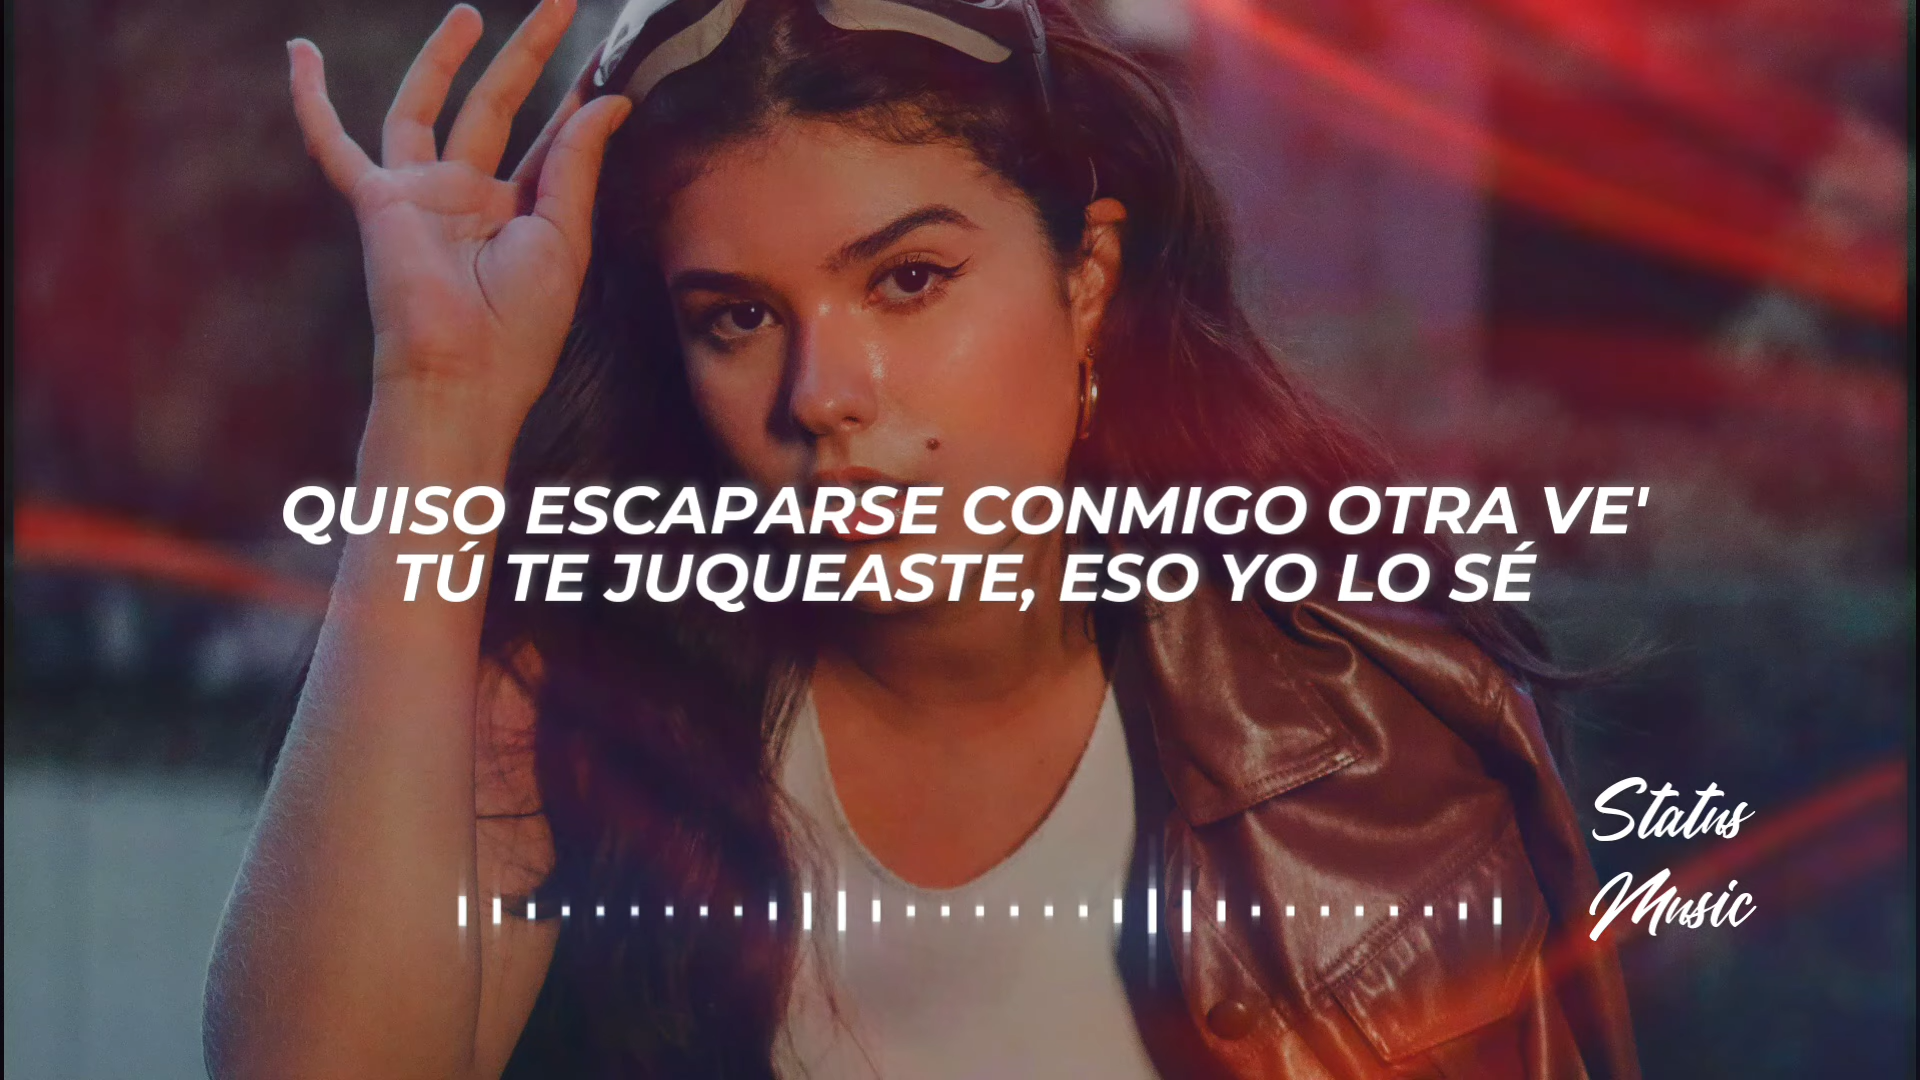 QUISO ESCAPARSE CONMIGO OTRA VE'
TÚ TE JUQUEASTE, ESO YO LO SÉ
Status
Music